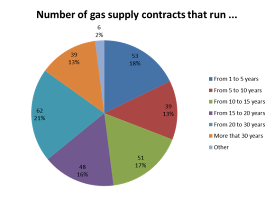 Number of gas supply contracts that run ...
6
2%
53
18%
39
13%
51
17%
48
16%
62
21%
39
13%
From 1 to 5 years
From 5 to 10 years
From 10 to 15 years
From 15 to 20 years
From 20 to 30 years
More that 30 years
Other